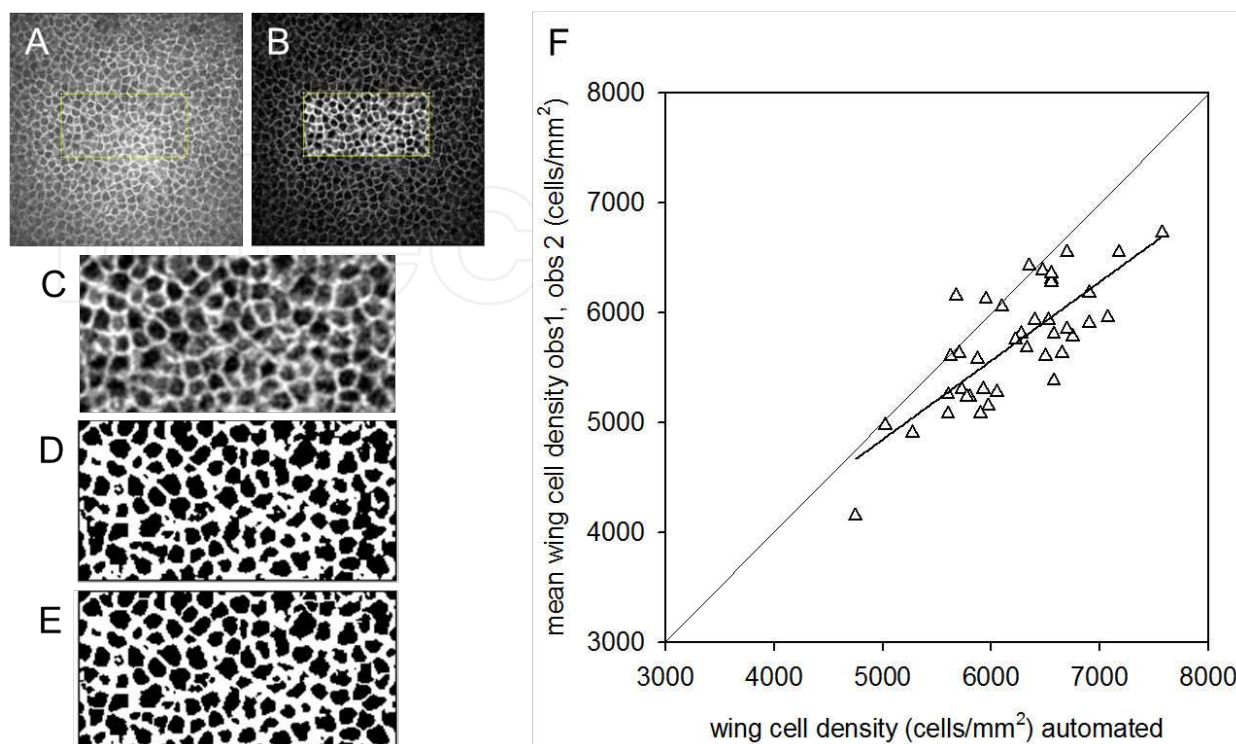 A
B
C
D
E
F
mean wing cell density obs1, obs 2 (cells/mm²)
8000
7000
6000
5000
4000
3000
3000 4000 5000 6000 7000 8000
wing cell density (cells/mm²) automated